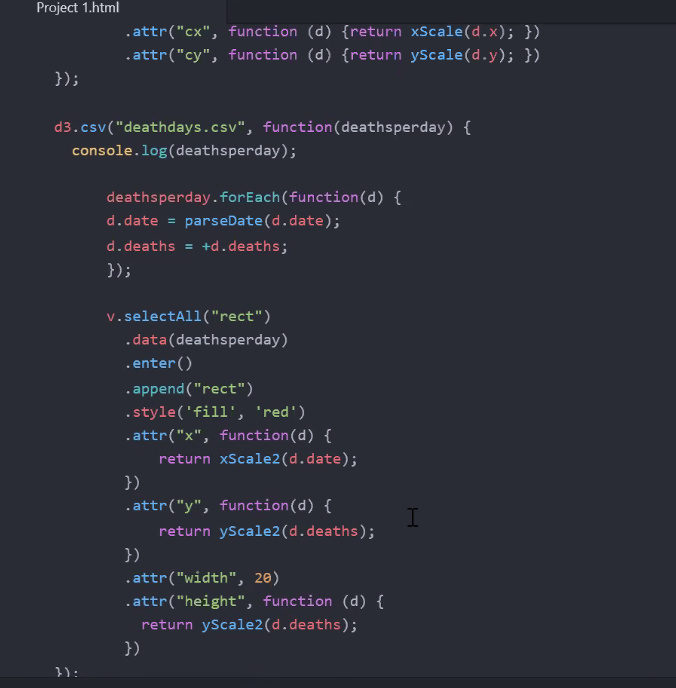 Project 1.html
.attr("cx", function (d) {return xScale(d.x); })
.attr("cy", function (d) {return yScale(d.y); })
});
d3.csv("deathdays.csv", function(deathsperday) {
console.log(deathsperday);
deathsperday.forEach(function(d) {
d.date = parseDate(d.date);
d.deaths = +d.deaths;
});
v.selectAll("rect")
.data(deathsperday)
.enter()
.append("rect")
.style('fill', 'red')
.attr("x", function(d) {
return xScale2(d.date);
})
.attr("y", function(d) {
return yScale2(d.deaths);
})
.attr("width", 20)
.attr("height", function (d) {
return yScale2(d.deaths);
})
});